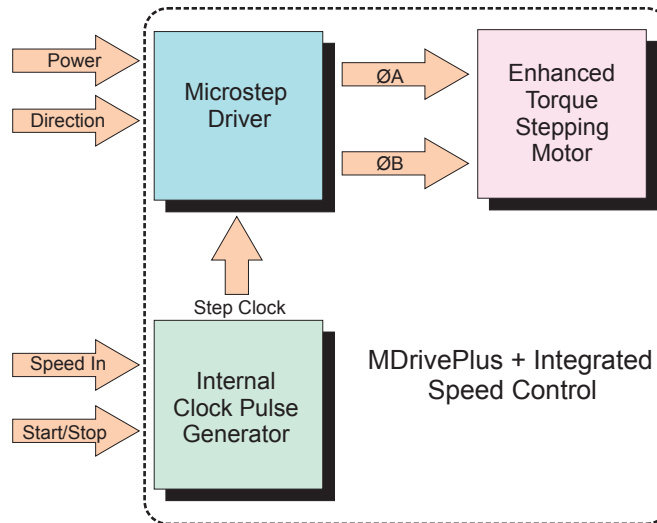 Power
Direction
Microstep
Driver
ØA
ØB
Enhanced
Torque
Stepping
Motor
Step Clock
Speed In
Start/Stop
Internal
Clock Pulse
Generator
MDrivePlus + Integrated
Speed Control